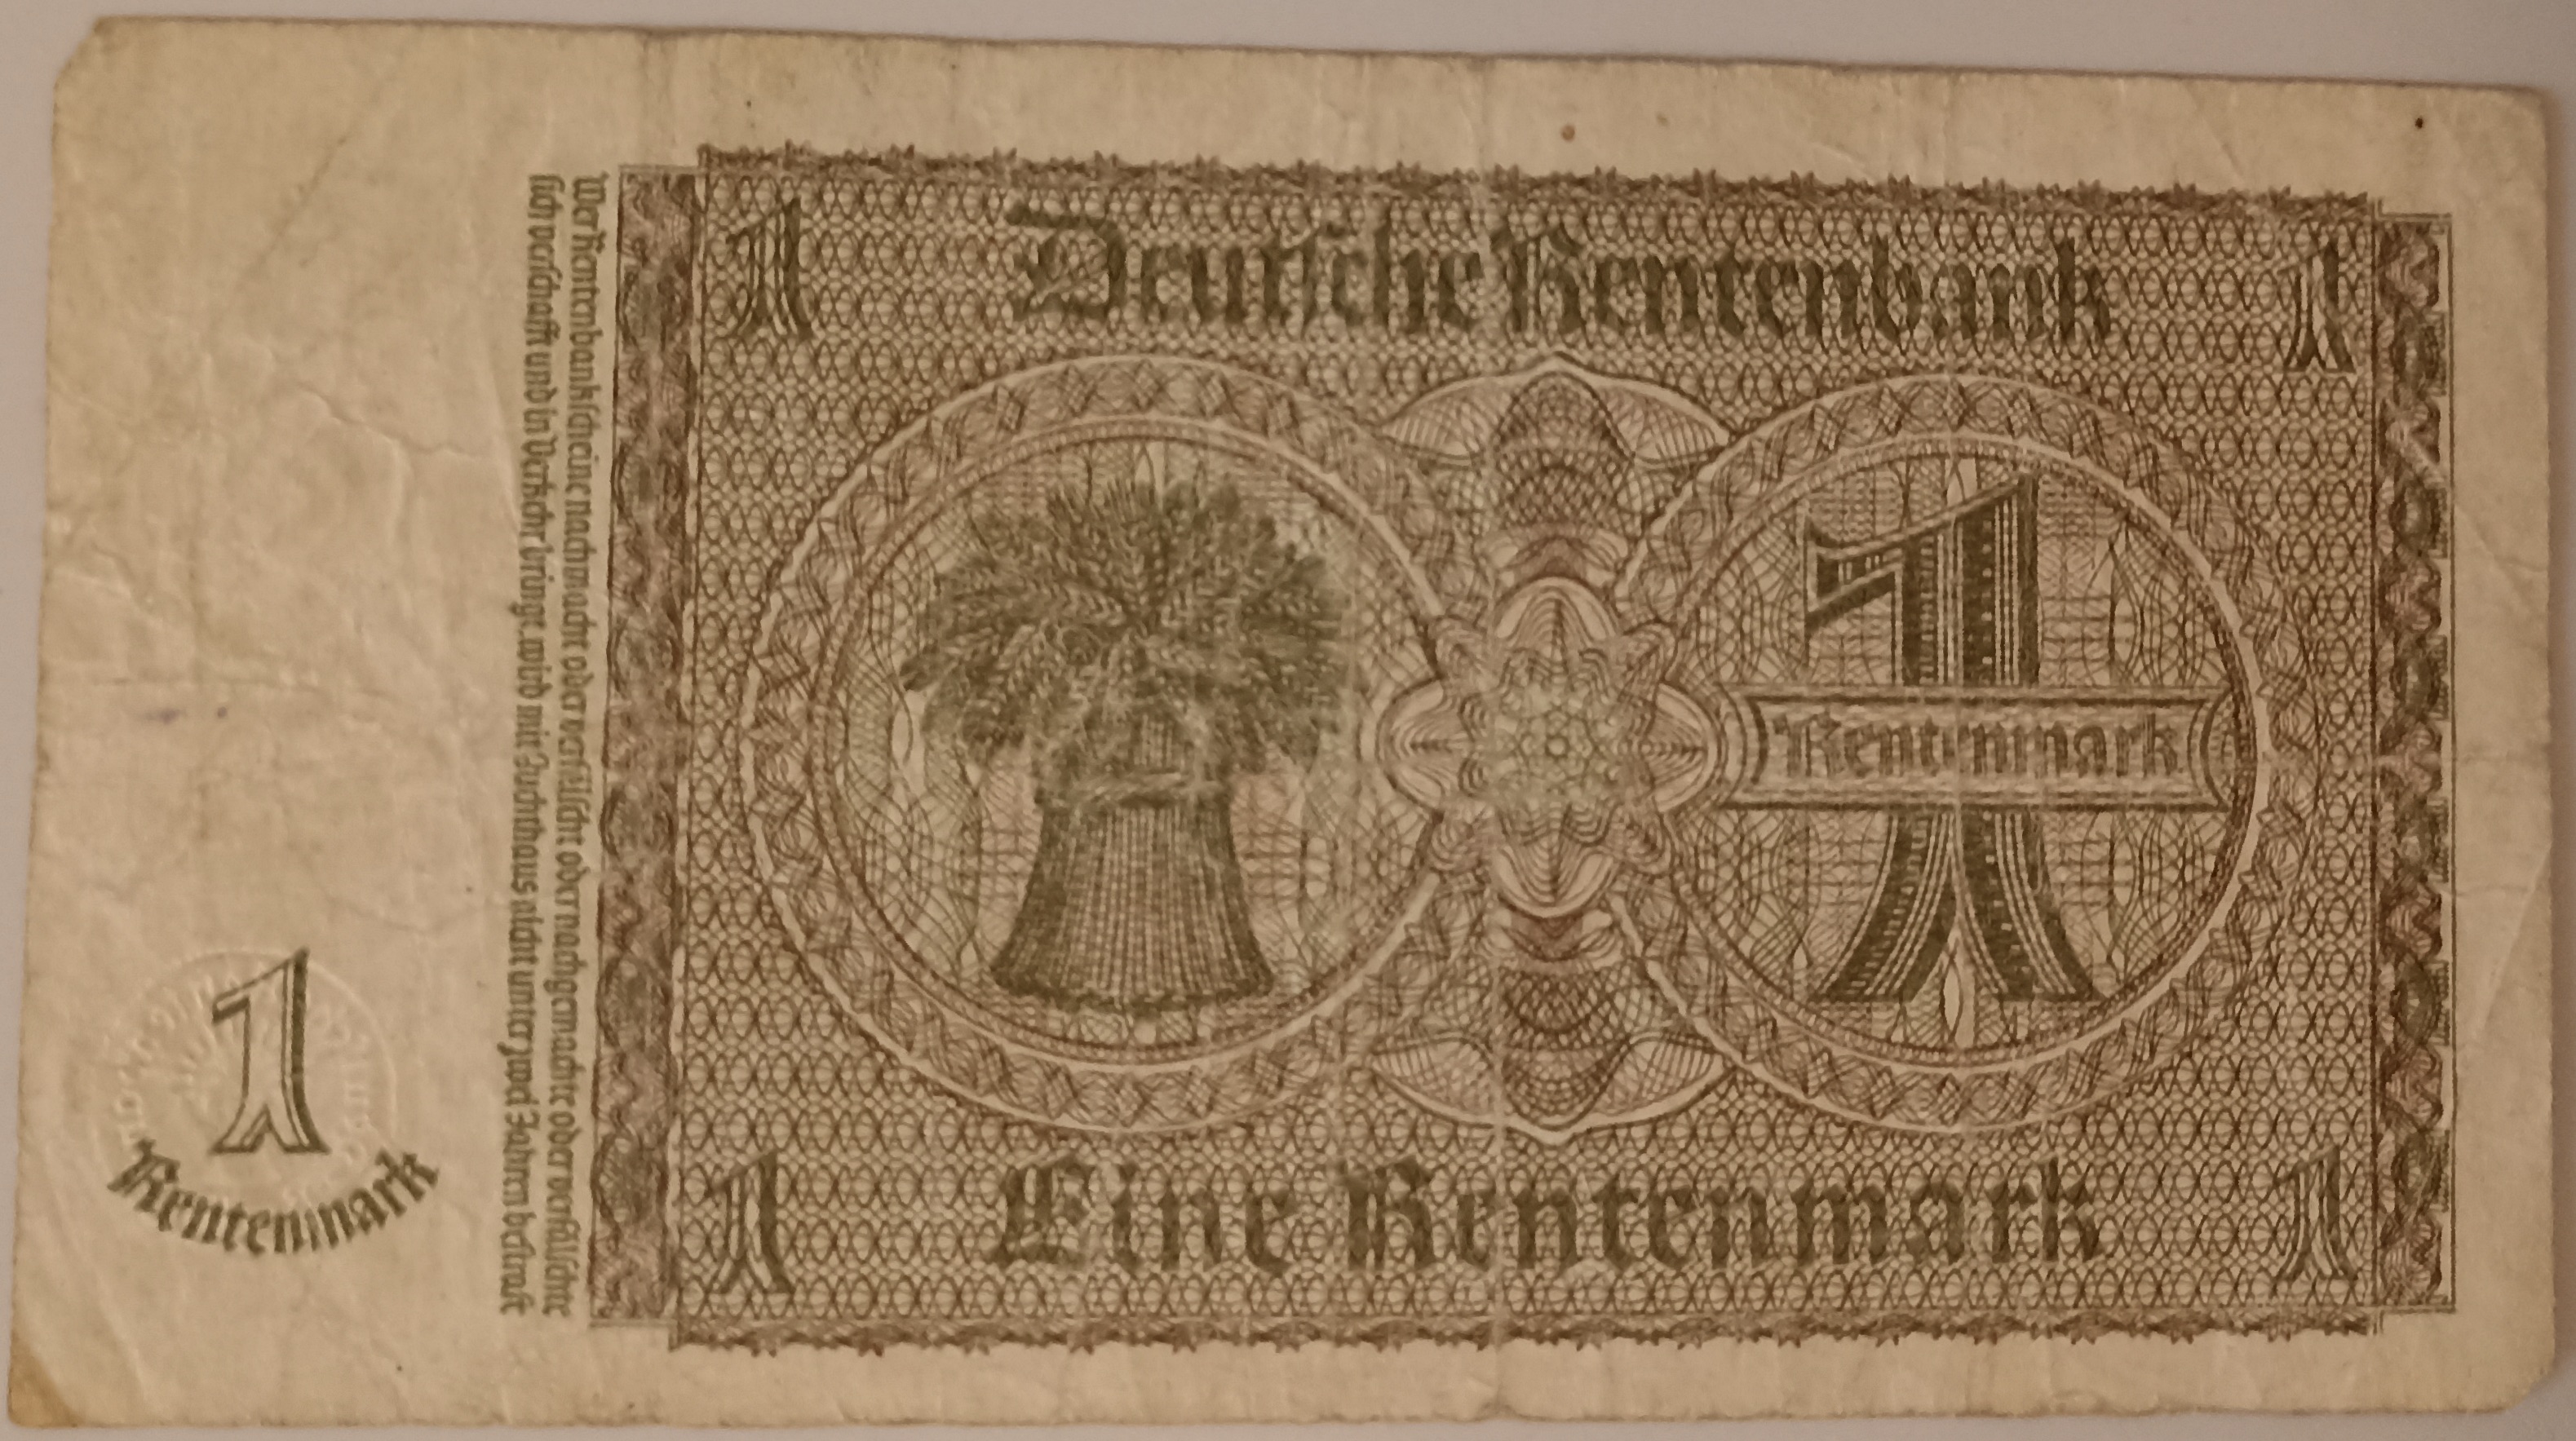 1 Deutsche Rentenbank 1
Rentenmark
1 Eine Rentenmark 1
1
Rentenmark
Wer Rentenbankscheine nachmacht oder verfälscht oder nachgemachte oder verfälschte
sich verschafft und in Verkehr bringt, wird mit Zuchthaus nicht unter zwei Jahren bestraft